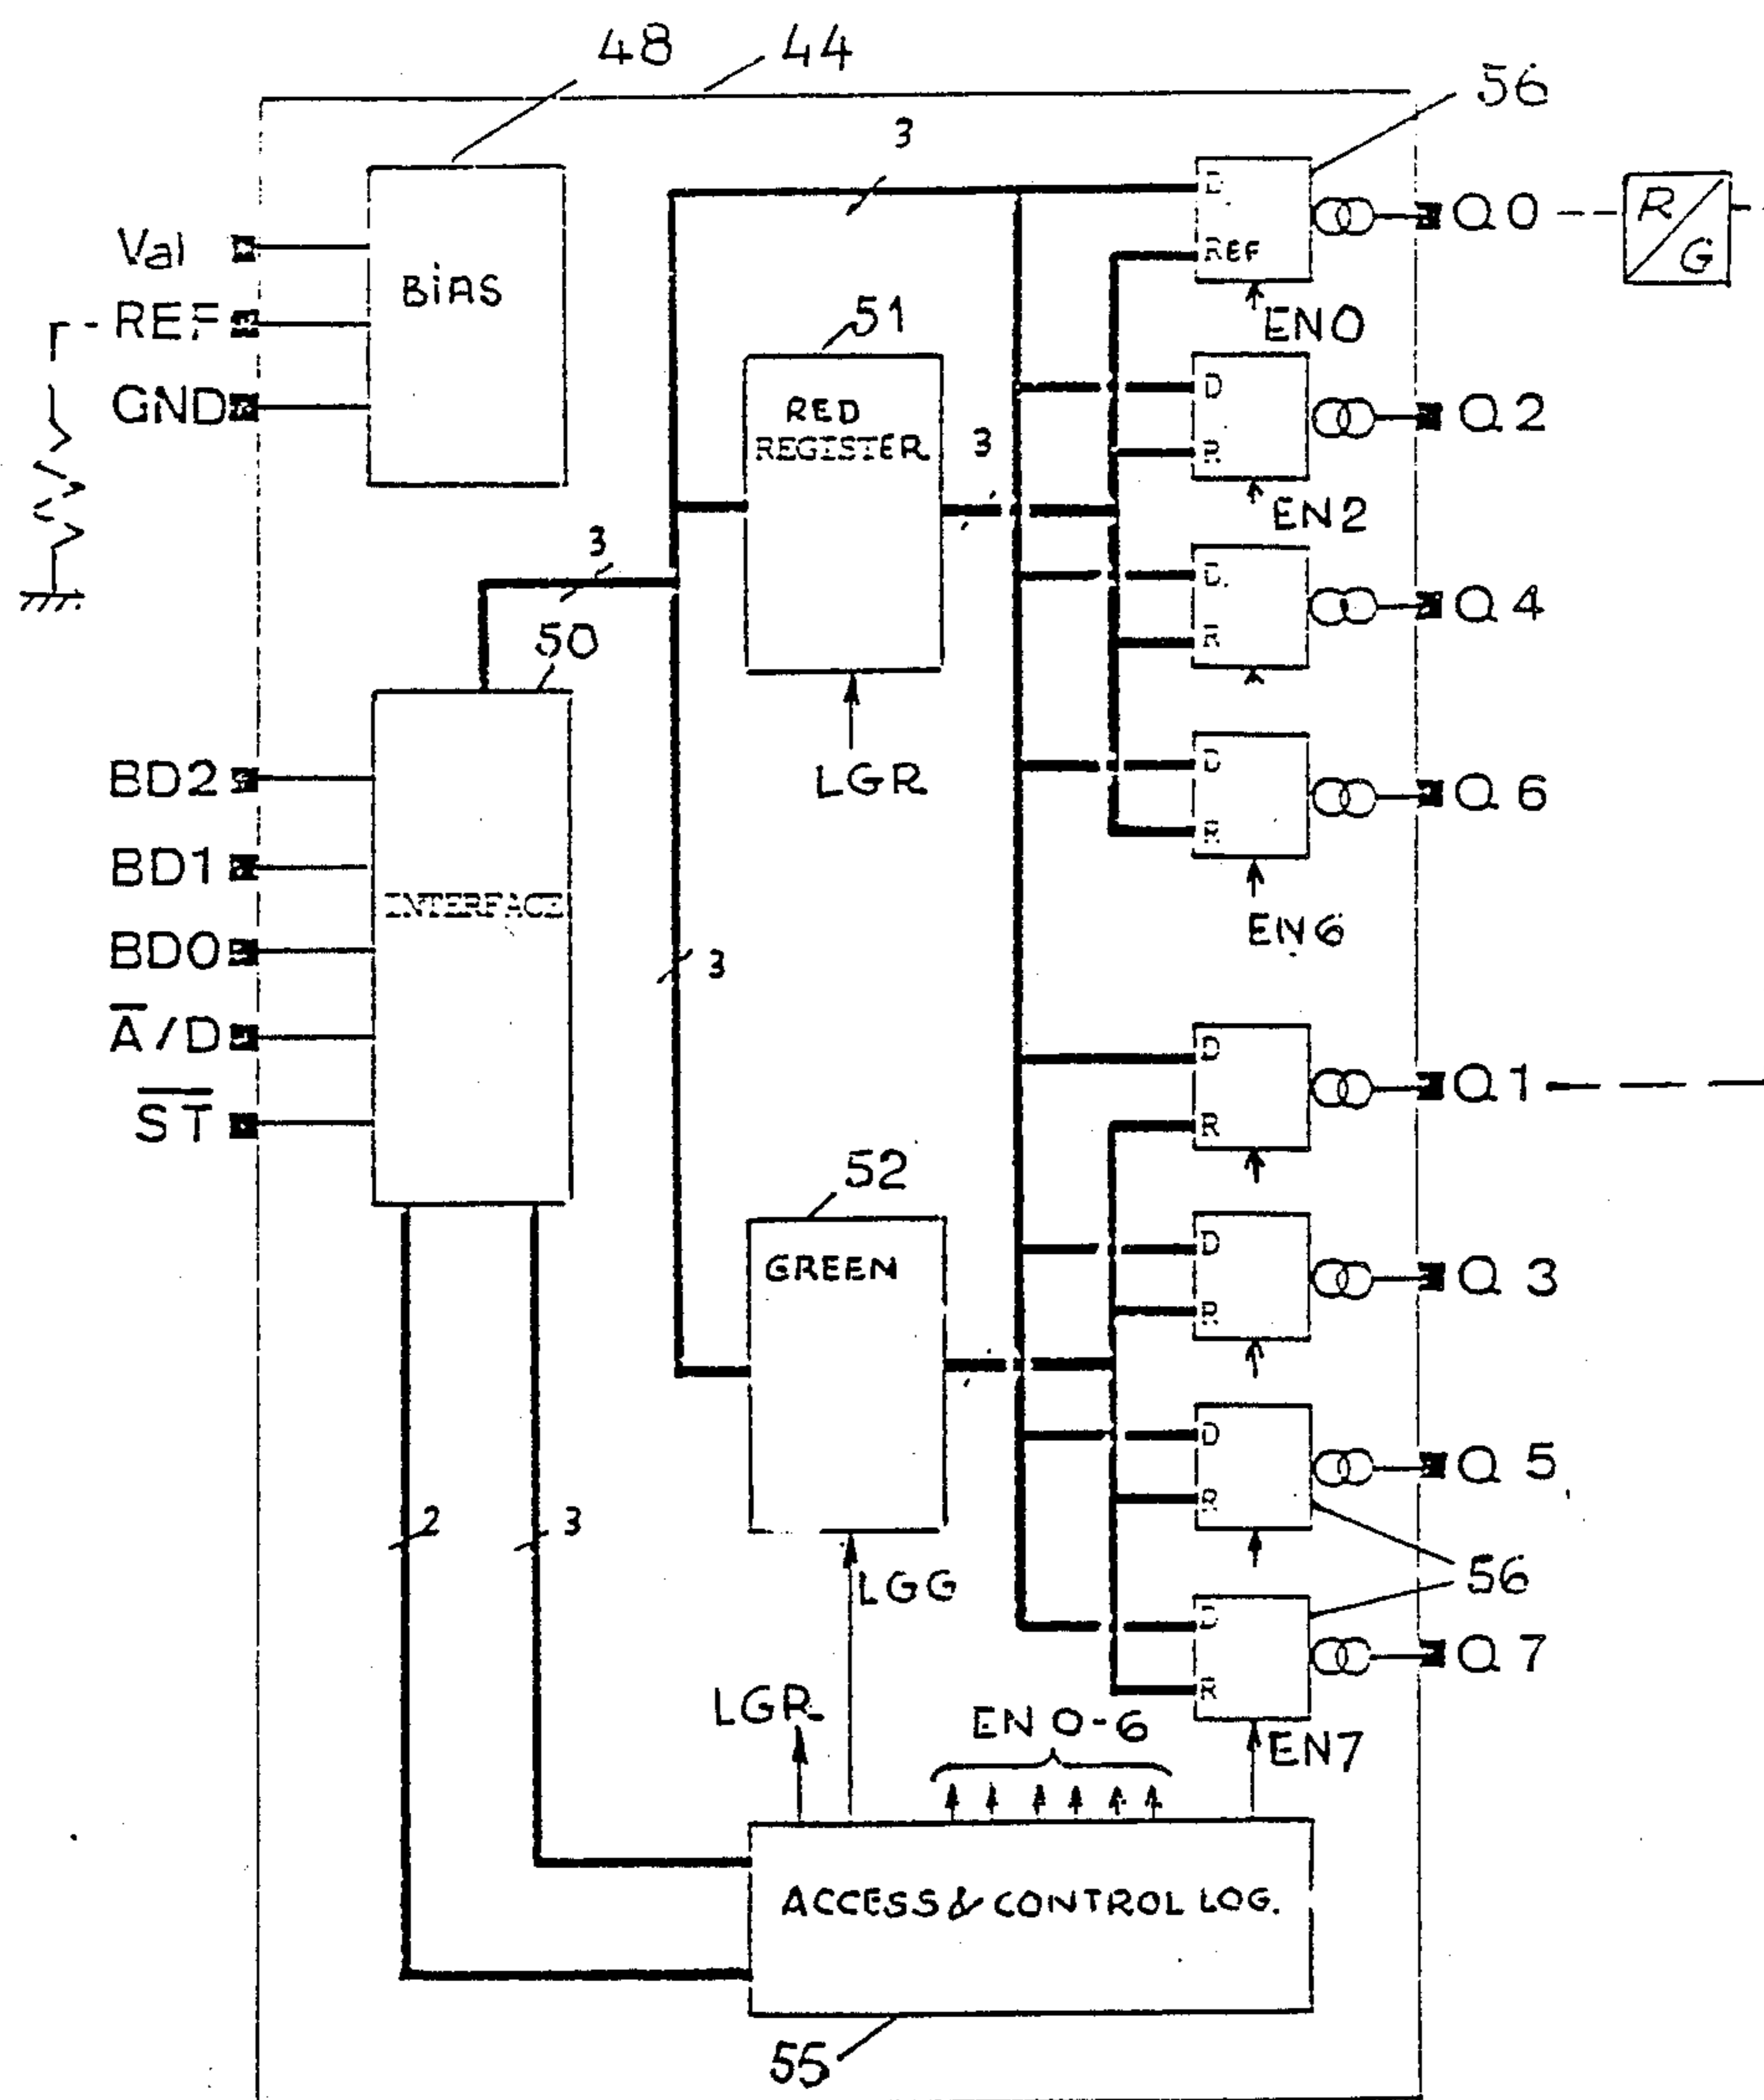 48
44
56
3
Val
REF
GND
BiAS
D
REF
EN0
Q0
R/G
51
RED
REGISTER
3
D
R
EN2
Q2
3
D
R
Q4
50
LGR
D
R
EN6
Q6
BD2
BD1
BD0
A̅/D
S̅T̅
INTERFACE
3
D
R
Q1
52
GREEN
D
R
Q3
D
R
Q5
2
3
LGG
56
D
R
Q7
LGR
EN 0-6
EN7
ACCESS & CONTROL LOG.
55